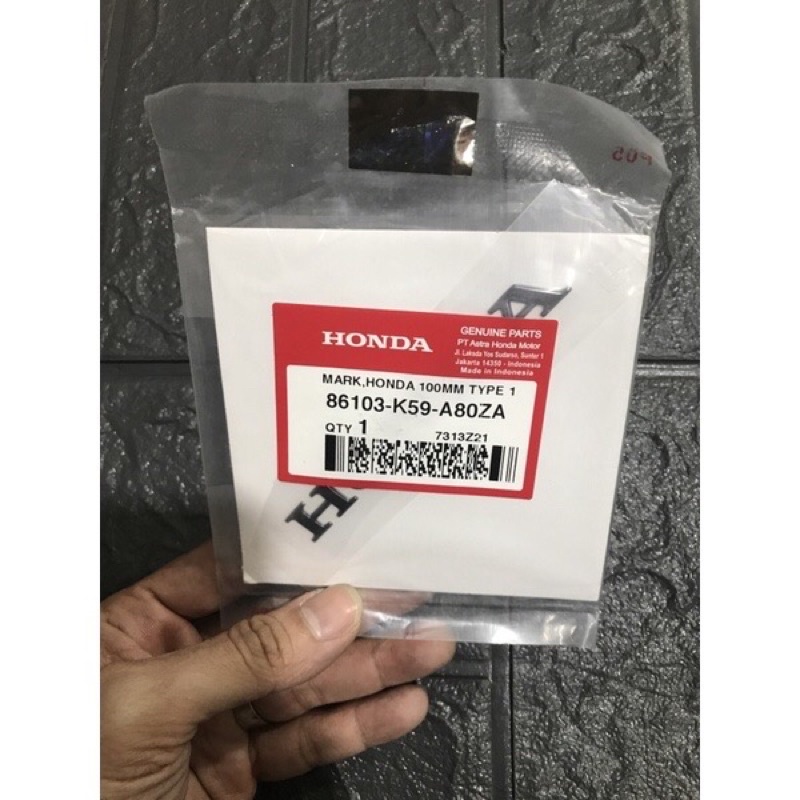 P05
HONDA
GENUINE PARTS
PT Astra Honda Motor
Jl. Laksda Yos Sudarso, Sunter 1
Jakarta 14350 - Indonesia
Made in Indonesia
MARK,HONDA 100MM TYPE 1
86103-K59-A80ZA
QTY 1
7313Z21
H
A